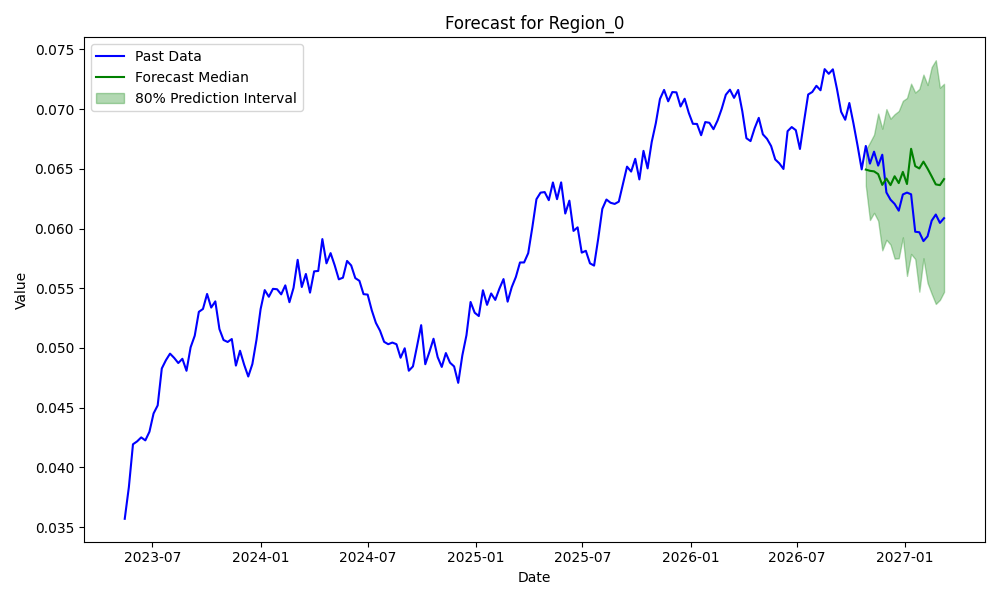 Forecast for Region_0
Past Data
Forecast Median
80% Prediction Interval
Value
0.075
0.070
0.065
0.060
0.055
0.050
0.045
0.040
0.035
2023-07
2024-01
2024-07
2025-01
2025-07
2026-01
2026-07
2027-01
Date